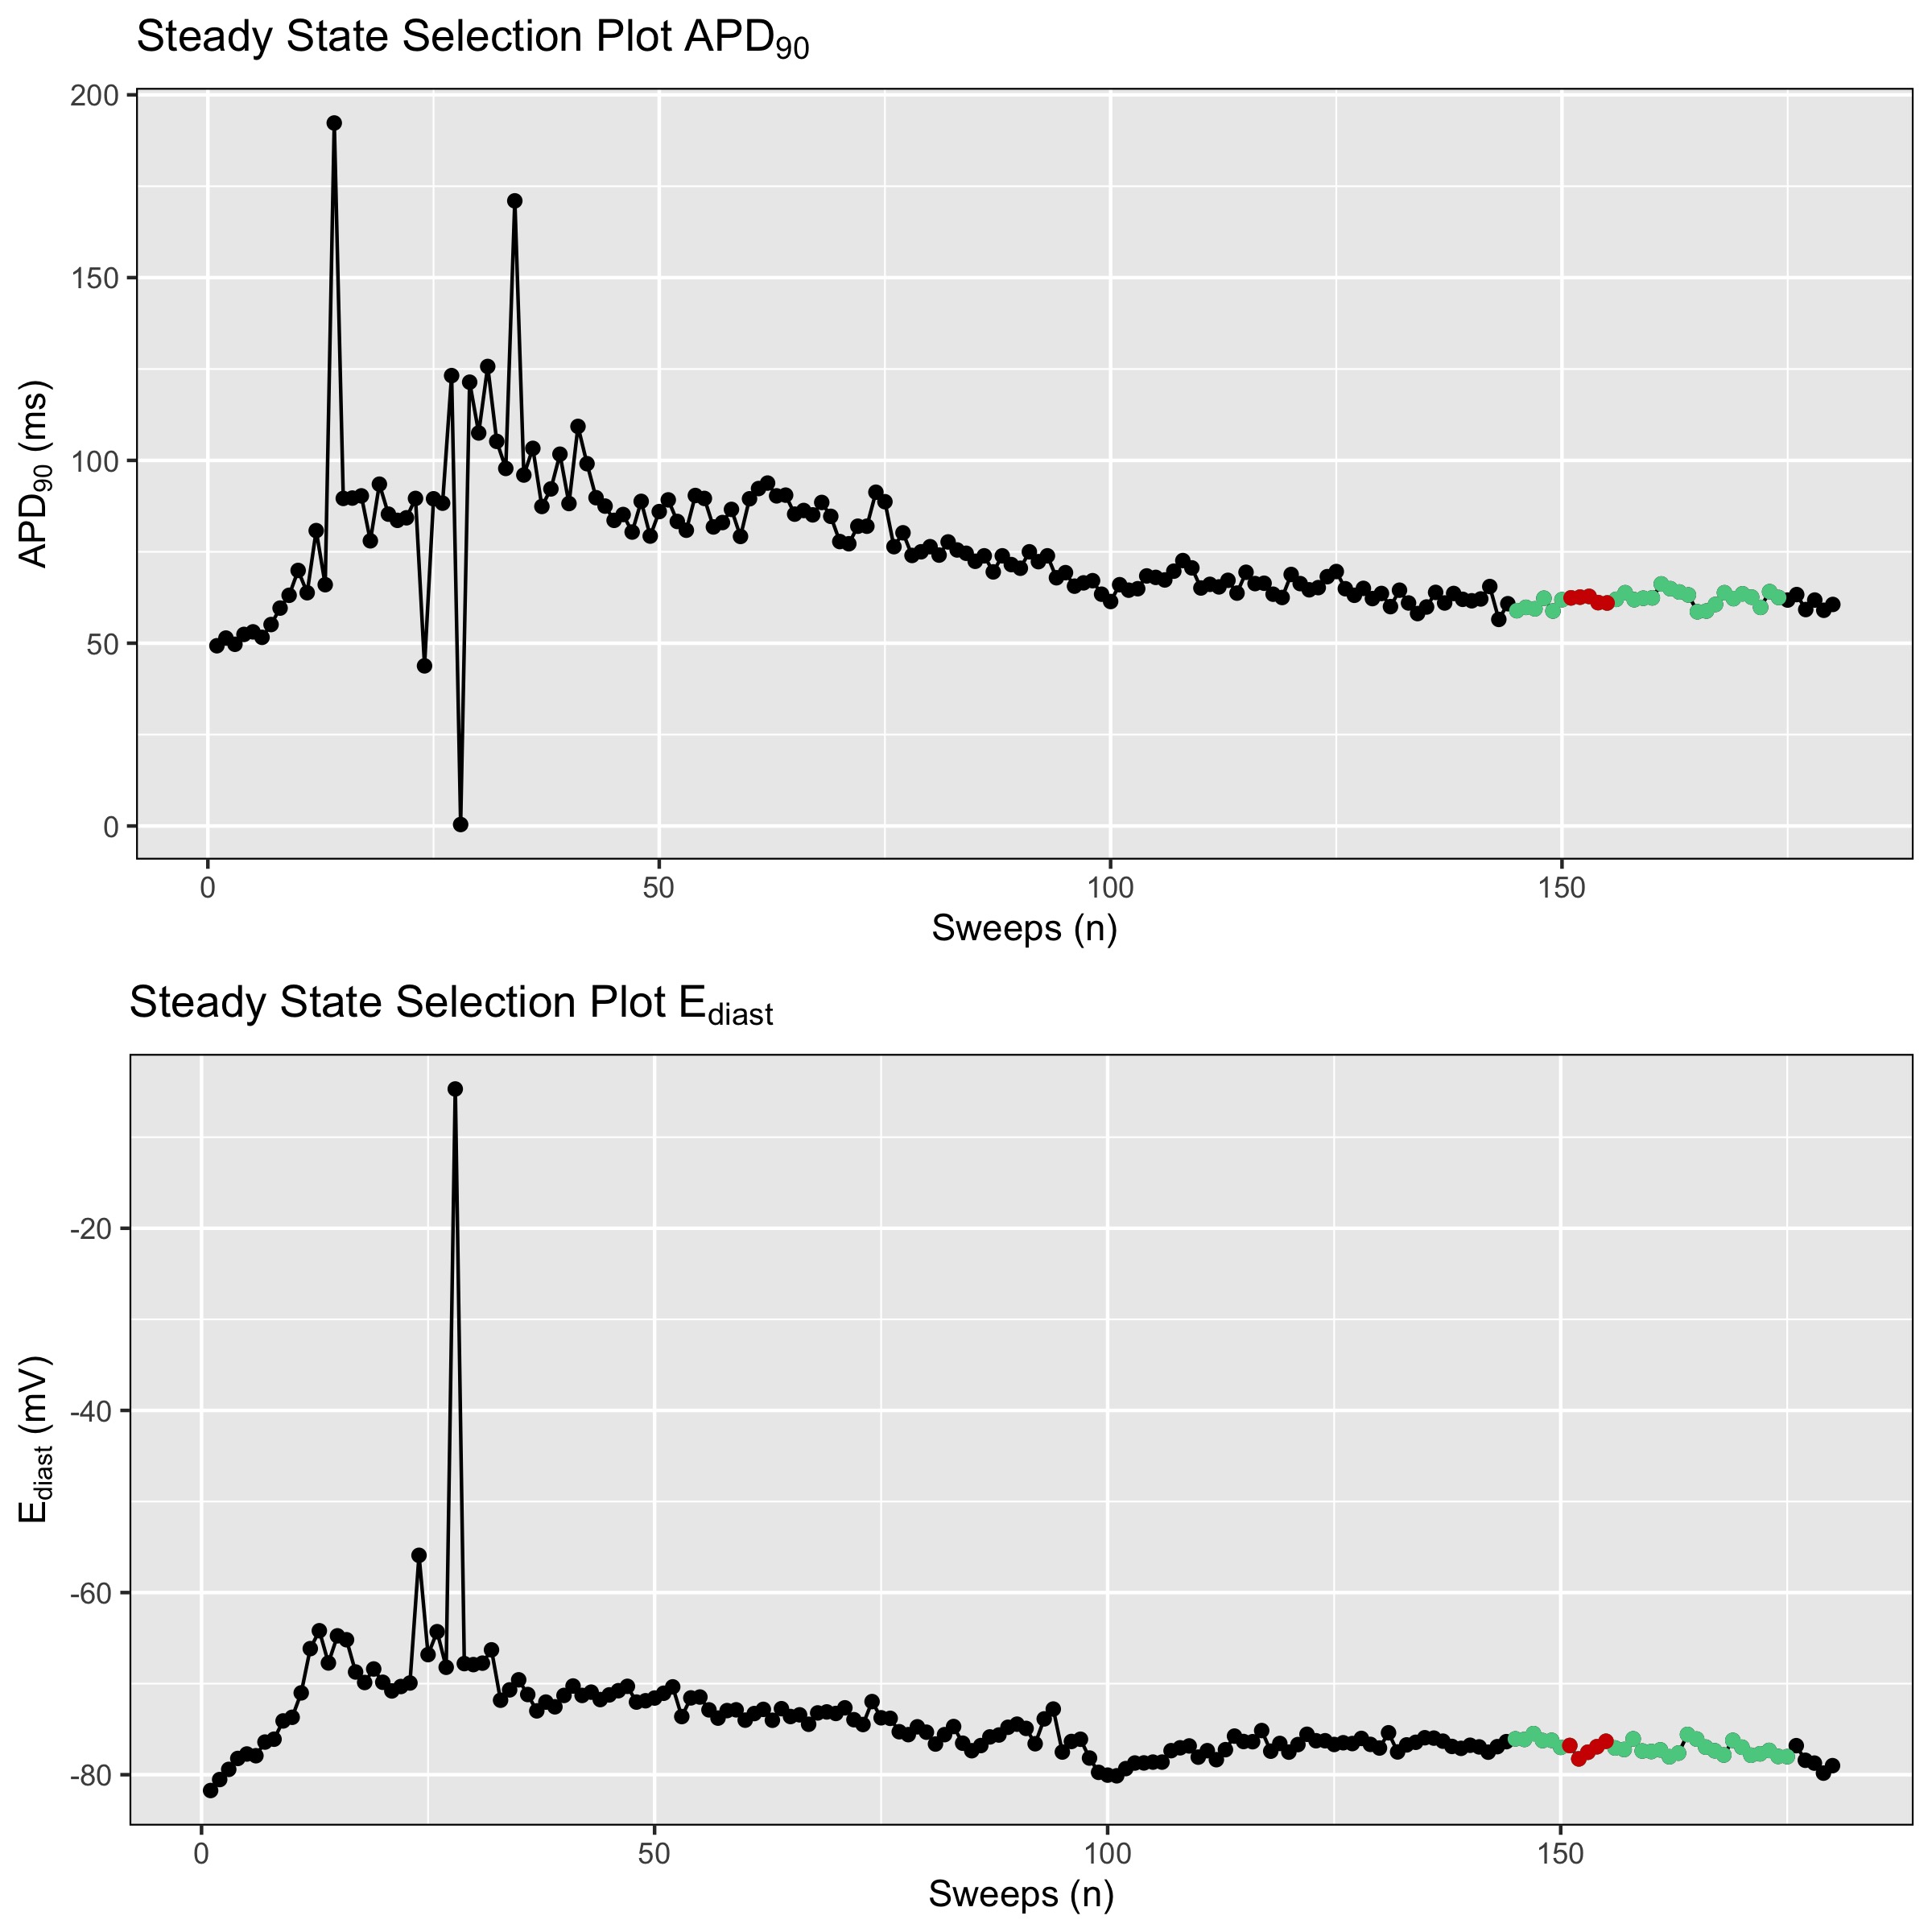 Steady State Selection Plot APD90
200
150
100
50
0
APD90 (ms)
0 50 100 150
Sweeps (n)
Steady State Selection Plot Ediast
-20
-40
-60
-80
Ediast (mV)
0 50 100 150
Sweeps (n)